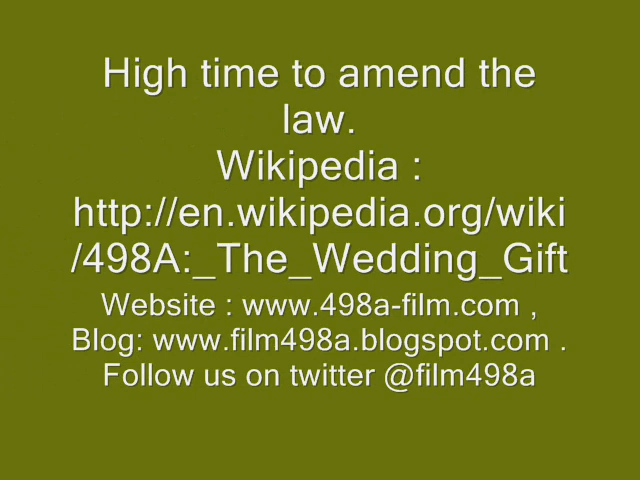 High time to amend the
law.
Wikipedia :
http://en.wikipedia.org/wiki
/498A:_The_Wedding_Gift
Website : www.498a-film.com ,
Blog: www.film498a.blogspot.com .
Follow us on twitter @film498a